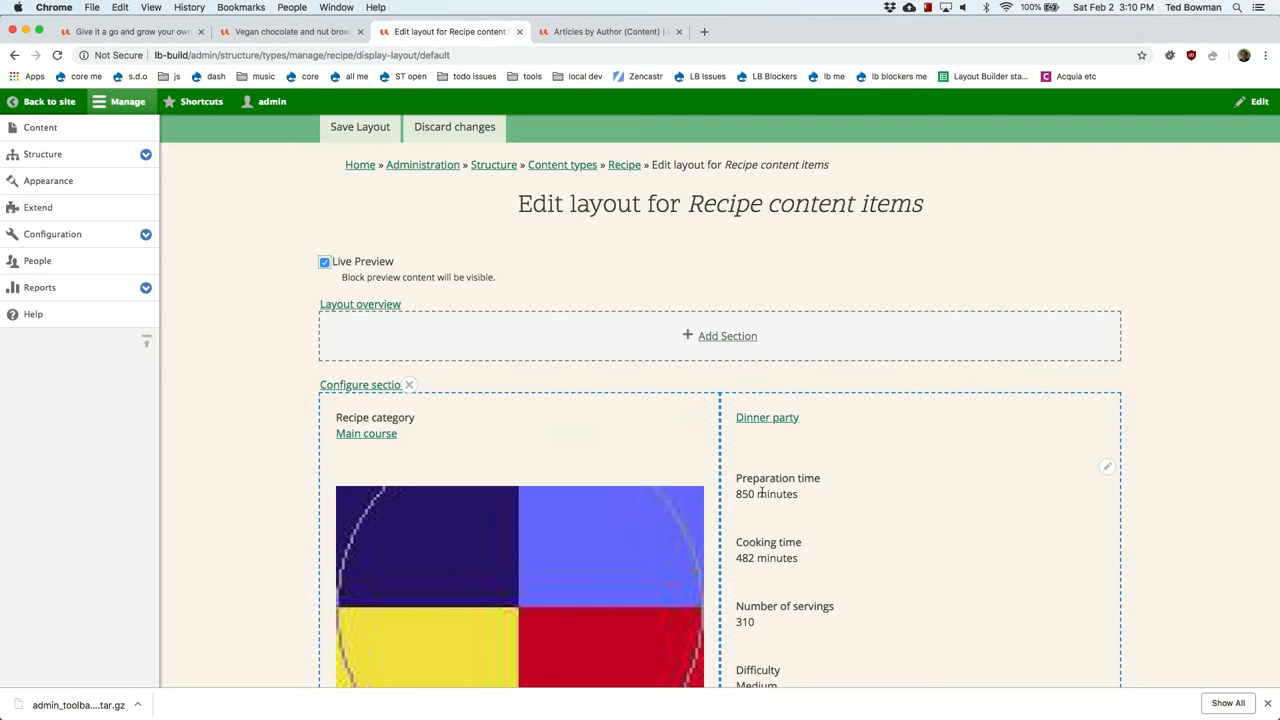 Chrome File Edit View History Bookmarks People Window Help 100% Sat Feb 2 3:10 PM Ted Bowman
Give it a go and grow your own Vegan chocolate and nut brow Edit layout for Recipe content Articles by Author (Content) |
Not Secure lb-build/admin/structure/types/manage/recipe/display-layout/default
Apps core me s.d.o js dash music core all me ST open todo issues tools local dev Zencastr LB Issues LB Blockers lb me lb blockers me Layout Builder sta... Acquia etc
Back to site Manage Shortcuts admin Edit
Content
Structure
Appearance
Extend
Configuration
People
Reports
Help
Save Layout Discard changes
Home » Administration » Structure » Content types » Recipe » Edit layout for Recipe content items
Edit layout for Recipe content items
Live Preview
Block preview content will be visible.
Layout overview
+ Add Section
Configure sectio
Recipe category
Main course
Dinner party
Preparation time
850 minutes
Cooking time
482 minutes
Number of servings
310
Difficulty
Medium
admin_toolba....tar.gz Show All